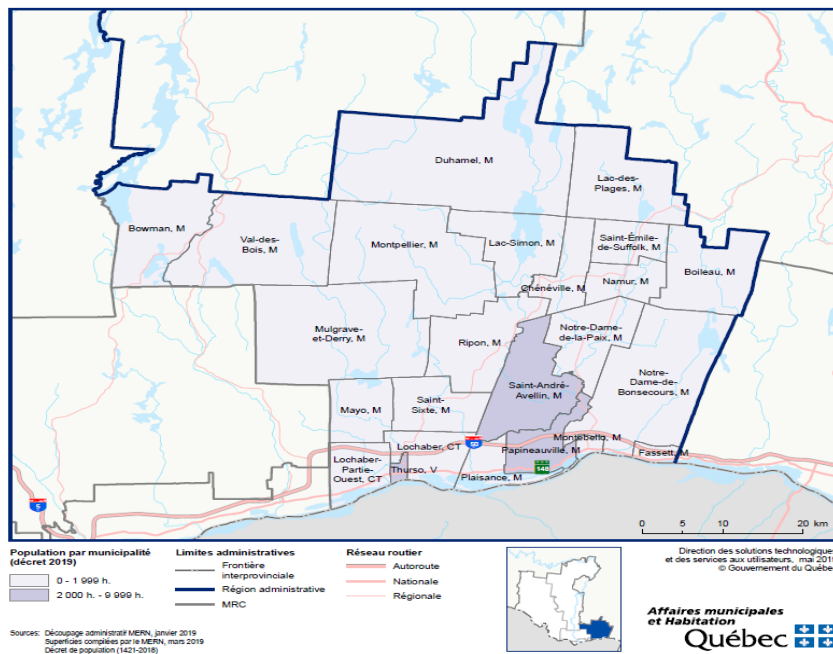 Duhamel, M
Lac-des-
Plages, M
Bowman, M
Val-des-
Bois, M
Montpellier, M
Lac-Simon, M
Saint-Émile-
de-Suffolk, M
Boileau, M
Chénéville, M
Namur, M
Mulgrave-
et-Derry, M
Ripon, M
Notre-Dame-
de-la-Paix, M
Notre-
Dame-de-
Bonsecours, M
Saint-André-
Avellin, M
Mayo, M
Saint-
Sixte, M
Lochaber, CT
50
Montebello, M
Papineauville, M
Fassett, M
Lochaber-
Partie-
Ouest, CT
Thurso, V
148
Plaisance, M
5
0 5 10 20 km
Population par municipalité
(décret 2019)
0 - 1 999 h.
2 000 h. - 9 999 h.
Limites administratives
Frontière
interprovinciale
Région administrative
MRC
Réseau routier
Autoroute
Nationale
Régionale
Direction des solutions technologiques
et des services aux utilisateurs, mai 2019
© Gouvernement du Québec
Affaires municipales
et Habitation
Québec
Sources: Découpage administratif MERN, janvier 2019
Superficies compilées par le MERN, mars 2019
Décret de population (1421-2018)